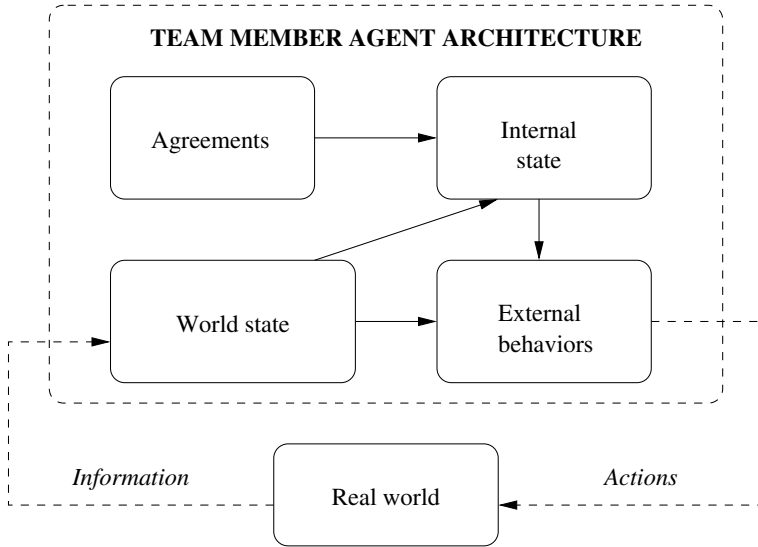 TEAM MEMBER AGENT ARCHITECTURE
Agreements
Internal
state
World state
External
behaviors
Information
Real world
Actions